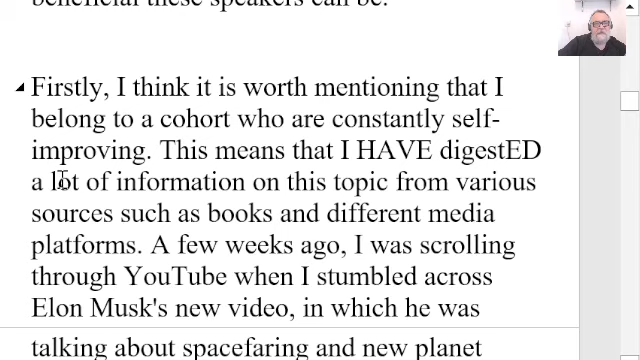 beneficial these speakers can be.
Firstly, I think it is worth mentioning that I
belong to a cohort who are constantly self-
improving. This means that I HAVE digestED
a lot of information on this topic from various
sources such as books and different media
platforms. A few weeks ago, I was scrolling
through YouTube when I stumbled across
Elon Musk's new video, in which he was
talking about spacefaring and new planet